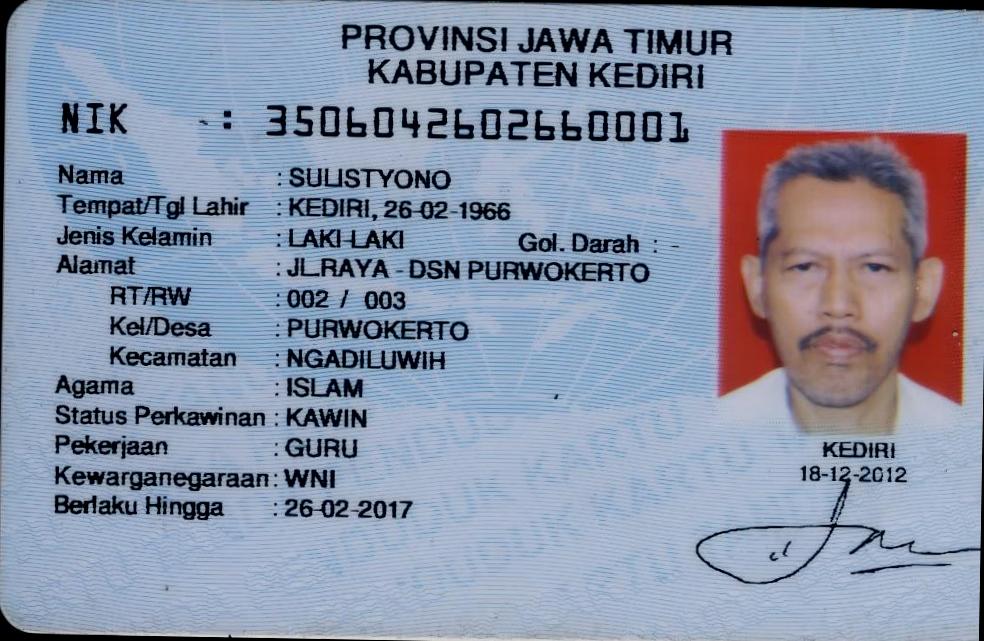 PROVINSI JAWA TIMUR
KABUPATEN KEDIRI
NIK : 3506042602660001
Nama : SULISTYONO
Tempat/Tgl Lahir : KEDIRI, 26-02-1966
Jenis Kelamin : LAKI-LAKI Gol. Darah : -
Alamat : JL.RAYA - DSN PURWOKERTO
RT/RW : 002 / 003
Kel/Desa : PURWOKERTO
Kecamatan : NGADILUWIH
Agama : ISLAM
Status Perkawinan : KAWIN
Pekerjaan : GURU
Kewarganegaraan : WNI
Berlaku Hingga : 26-02-2017
KEDIRI
18-12-2012